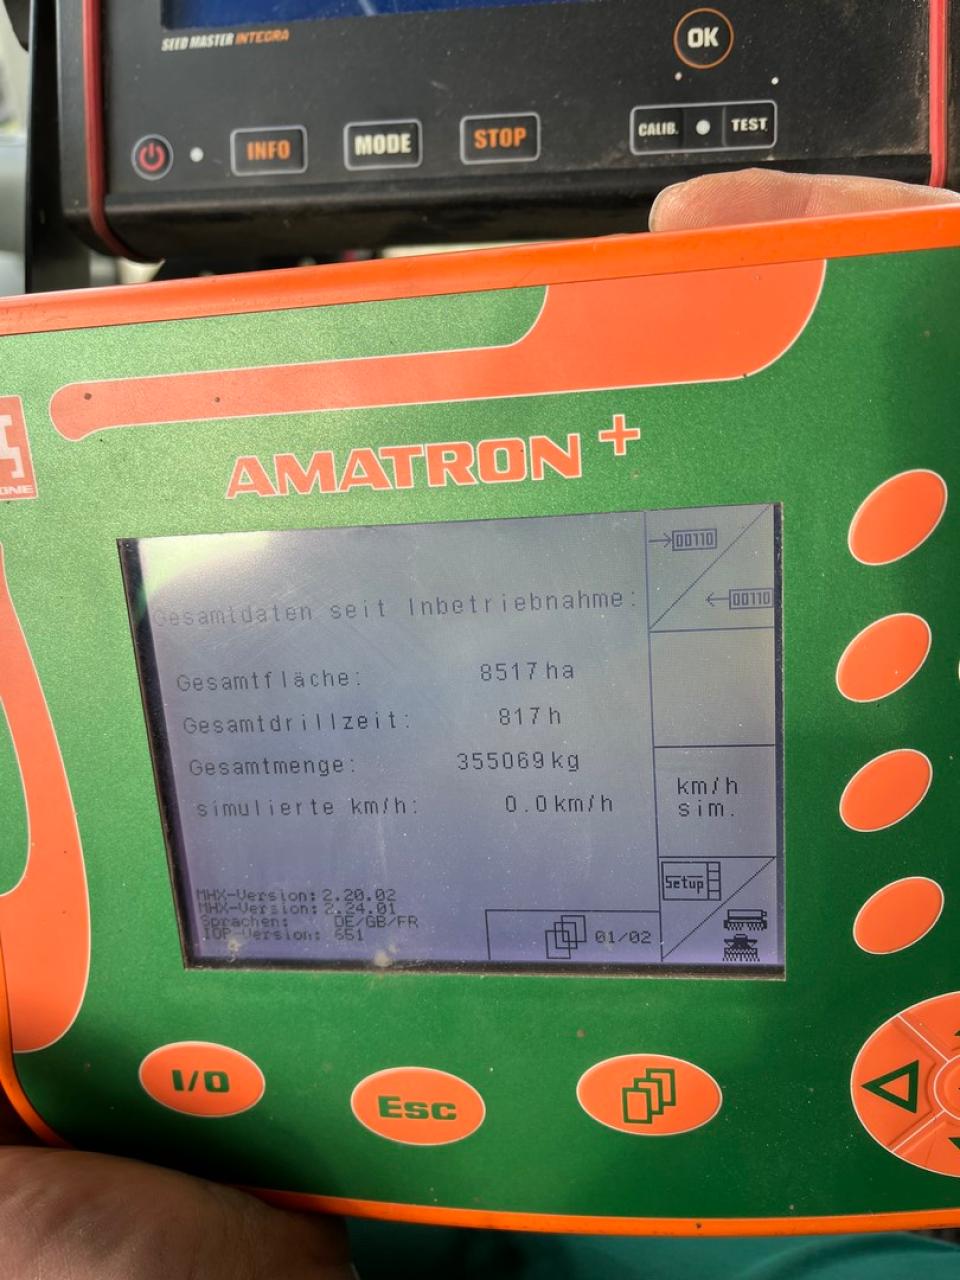 SEED MASTER INTEGRA
OK
INFO
MODE
STOP
CALIB.
TEST
AMATRON+
00110
00110
Gesamtdaten seit Inbetriebnahme:
Gesamtfläche: 8517 ha
Gesamtdrillzeit: 817 h
Gesamtmenge: 355069 kg
simulierte km/h: 0.0 km/h
km/h
sim.
Setup
MHX-Version: 2.20.02
MHX-Version: 2.24.01
Sprachen: DE/GB/FR
IOP-Version: 651
01/02
I/O
Esc